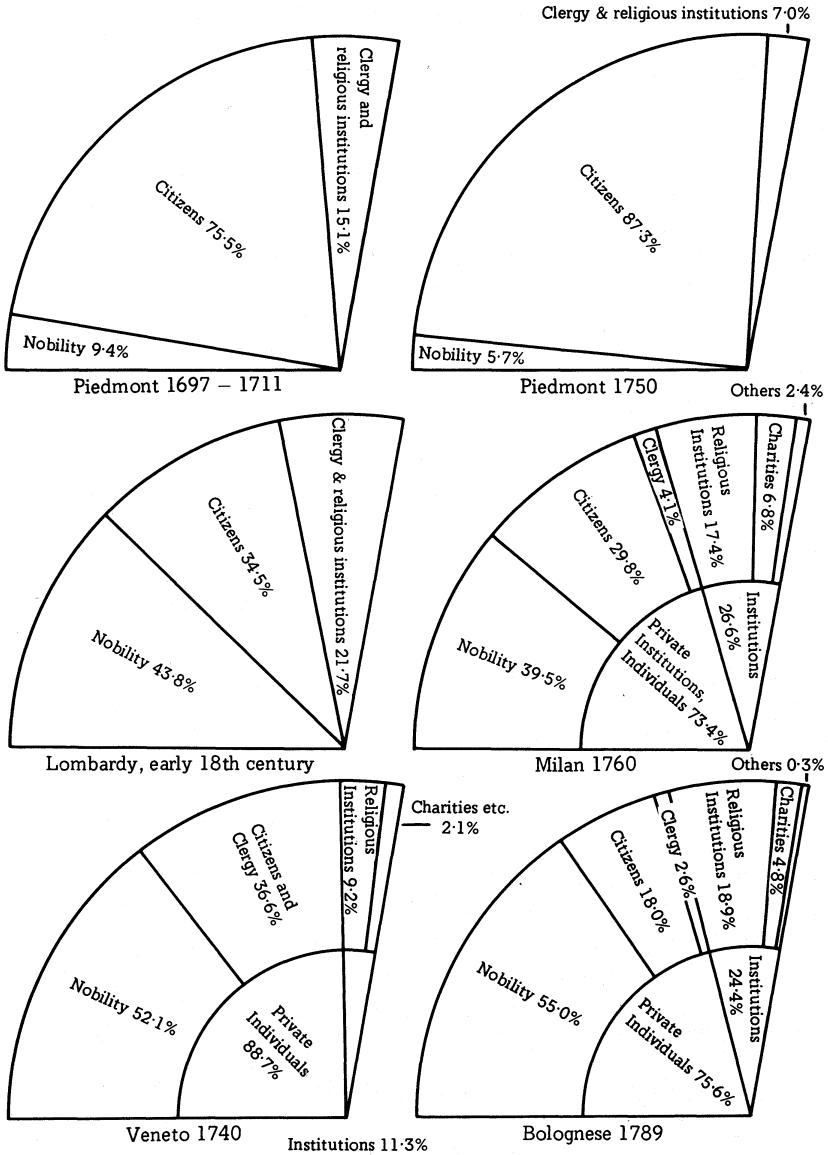 Clergy and
religious institutions 15·1%
Citizens 75·5%
Nobility 9·4%
Piedmont 1697 – 1711
Clergy & religious institutions 7·0%
Citizens 87·3%
Nobility 5·7%
Piedmont 1750
Clergy & religious institutions 21·7%
Citizens 34·5%
Nobility 43·8%
Lombardy, early 18th century
Others 2·4%
Charities 6·8%
Religious
Institutions 17·4%
Clergy 4·1%
Citizens 29·8%
Nobility 39·5%
Institutions
26·6%
Private
Institutions,
Individuals 73·4%
Milan 1760
Religious
Institutions 9·2%
Charities etc.
2·1%
Citizens and
Clergy 36·6%
Nobility 52·1%
Private
Individuals
88·7%
Veneto 1740
Institutions 11·3%
Others 0·3%
Charities 4·8%
Religious
Institutions 18·9%
Clergy 2·6%
Citizens 18·0%
Nobility 55·0%
Institutions
24·4%
Private
Individuals 75·6%
Bolognese 1789